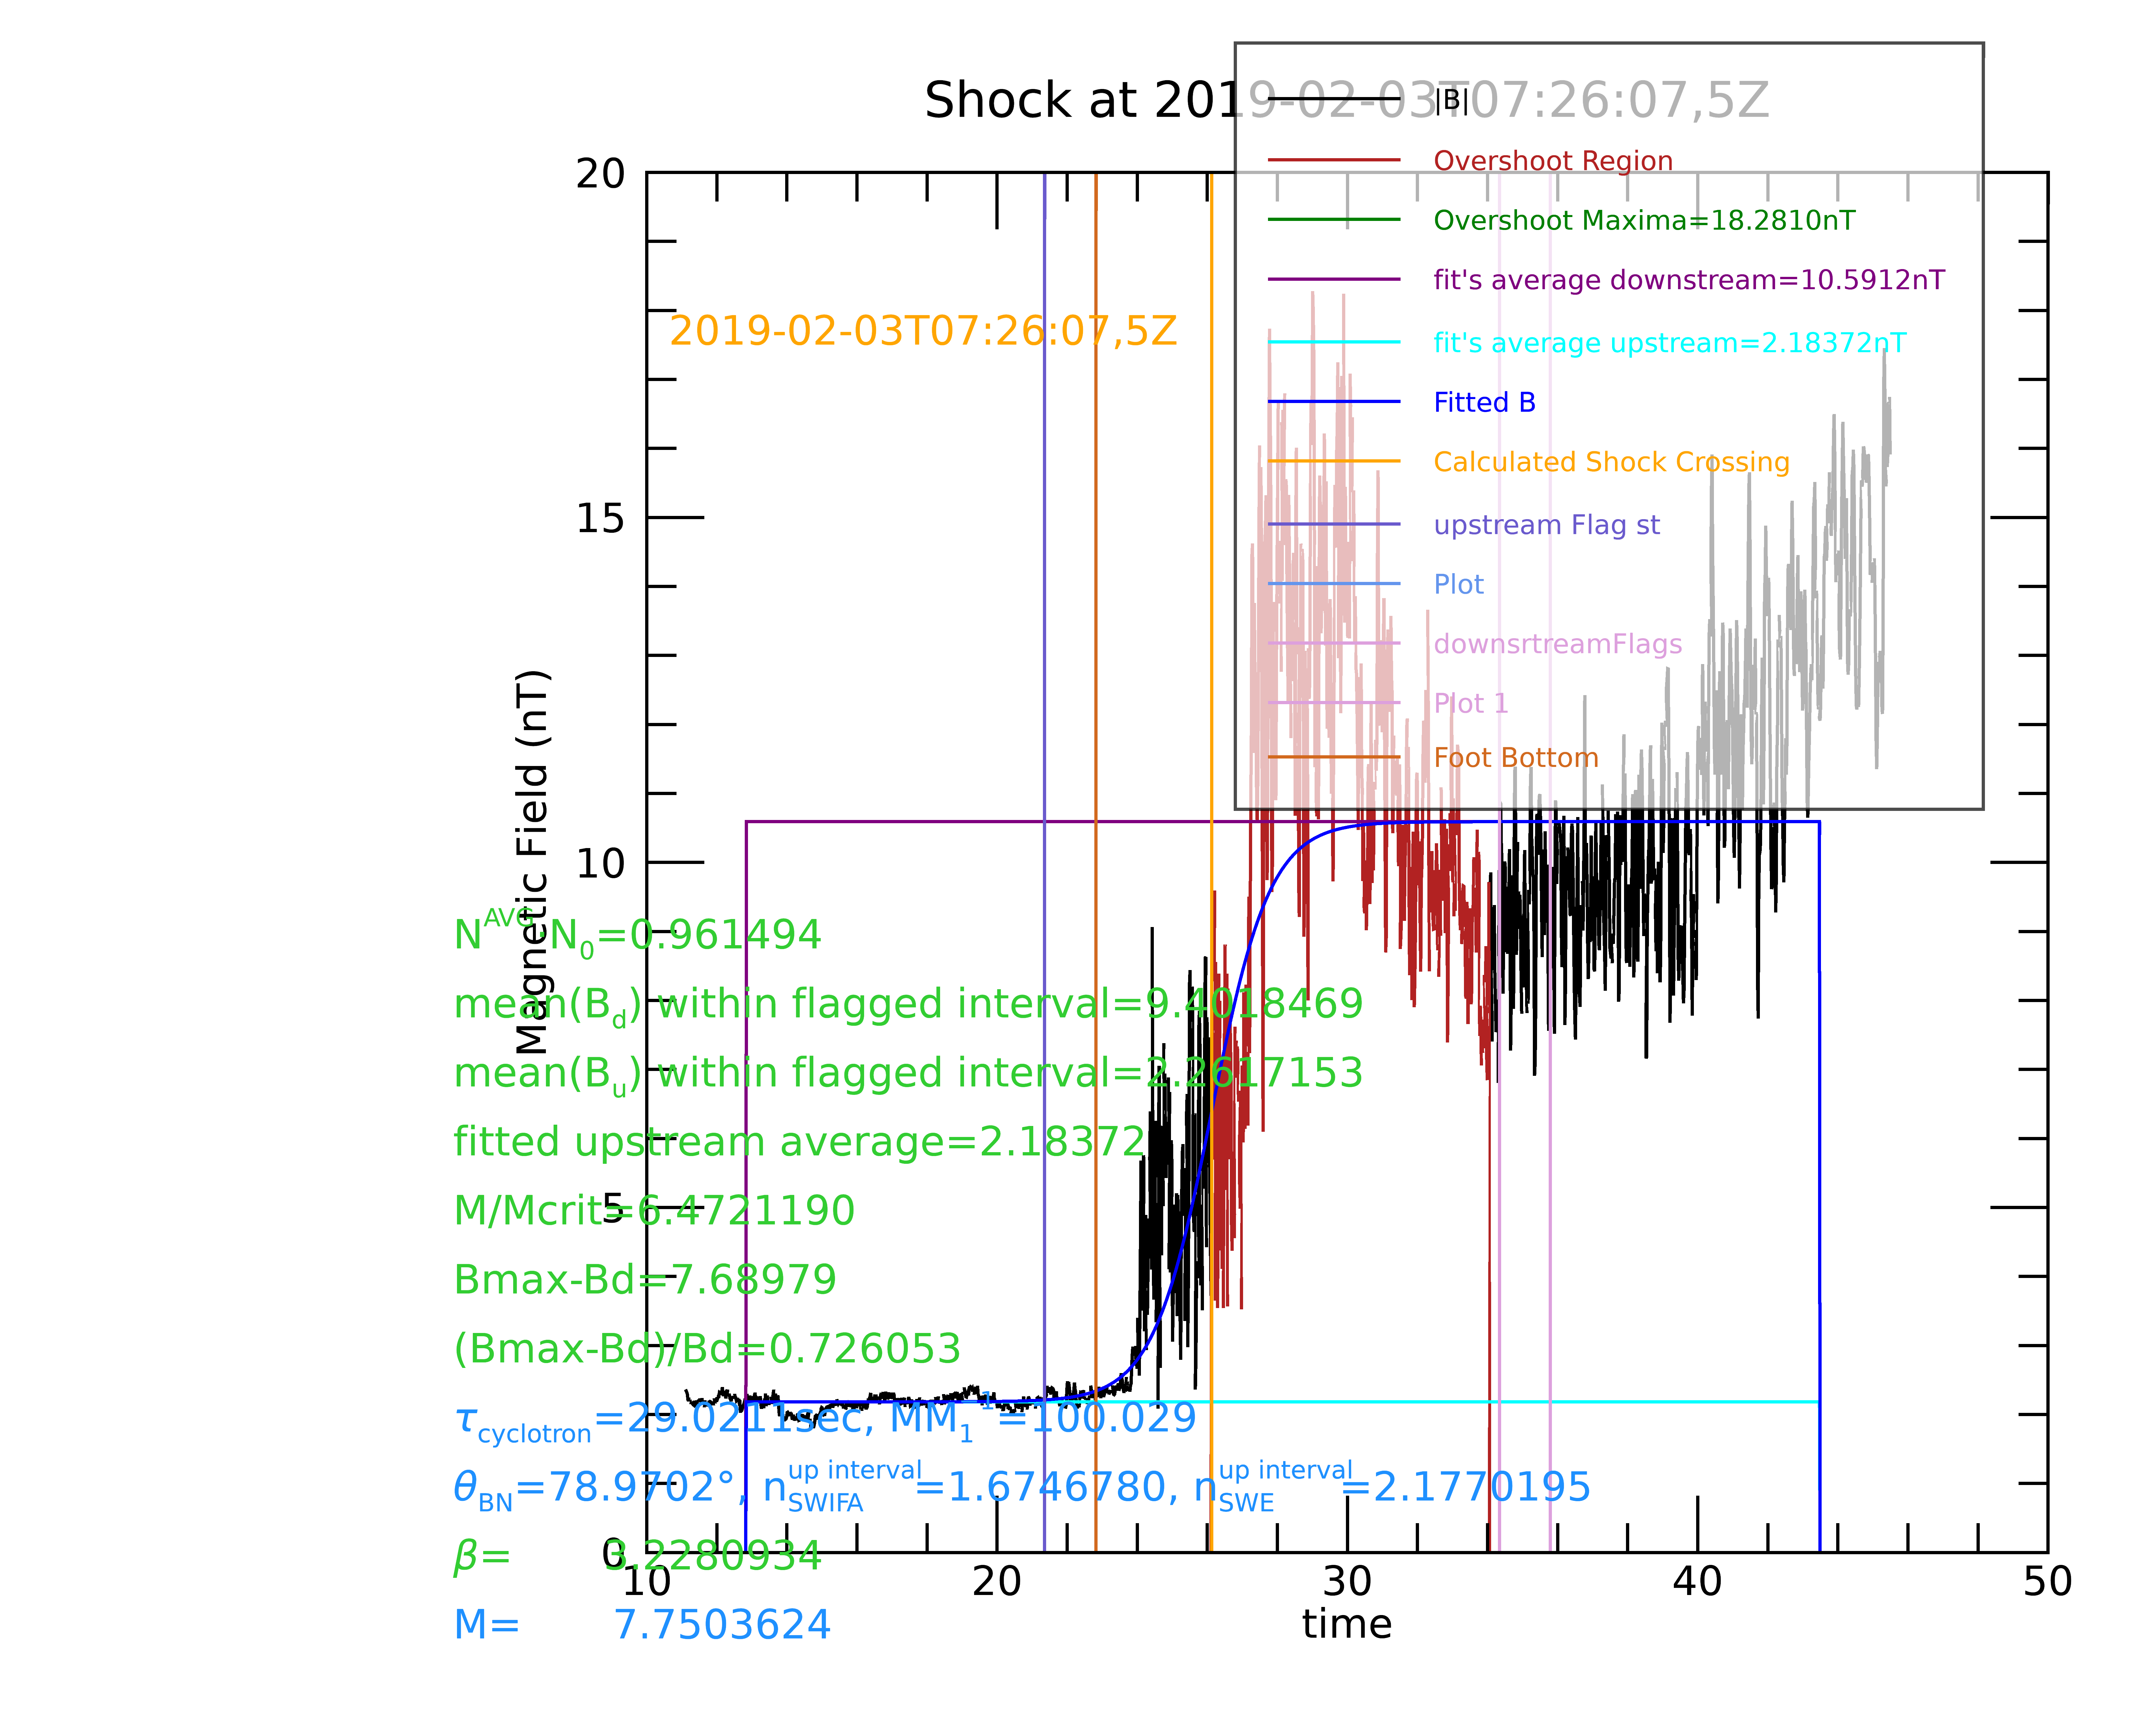 Shock at 2019-02-03T07:26:07,5Z
|B|
Overshoot Region
Overshoot Maxima=18.2810nT
fit's average downstream=10.5912nT
fit's average upstream=2.18372nT
Fitted B
Calculated Shock Crossing
upstream Flag st
Plot
downsrtreamFlags
Plot 1
Foot Bottom
2019-02-03T07:26:07,5Z
20
15
10
5
0
Magnetic Field (nT)
N^AVG·N_0=0.961494
mean(B_d) within flagged interval=9.4018469
mean(B_u) within flagged interval=2.2617153
fitted upstream average=2.18372
M/Mcrit=6.4721190
Bmax-Bd=7.68979
(Bmax-Bd)/Bd=0.726053
τ_cyclotron=29.0211sec, MM_1^1=100.029
θ_BN=78.9702°, n_SWIFA^up interval=1.6746780, n_SWE^up interval=2.1770195
β= 3.2280934
M= 7.7503624
10 20 30 40 50
time